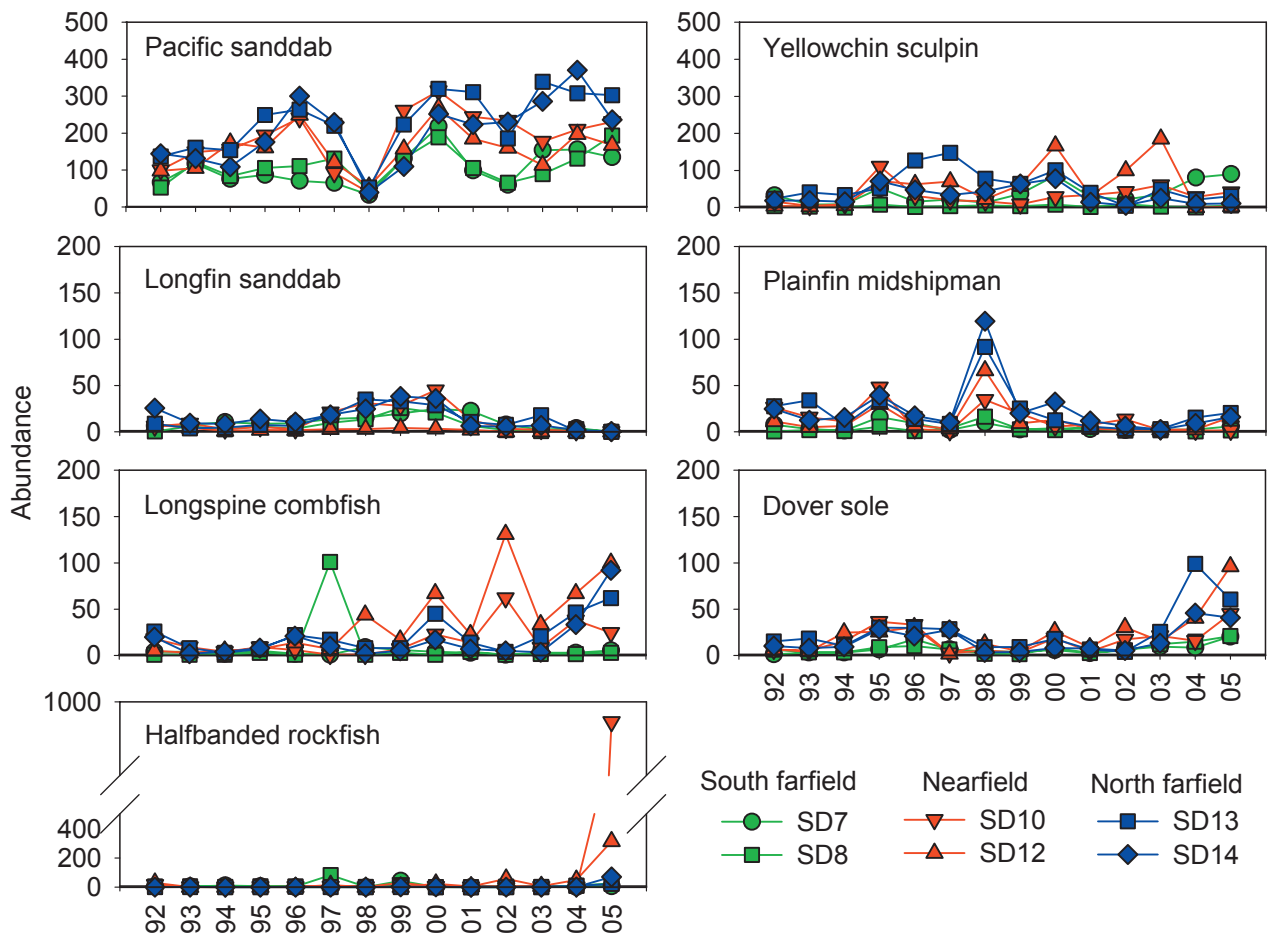 Abundance
Pacific sanddab
500
400
300
200
100
0
Yellowchin sculpin
500
400
300
200
100
0
Longfin sanddab
200
150
100
50
0
Plainfin midshipman
200
150
100
50
0
Longspine combfish
200
150
100
50
0
Dover sole
200
150
100
50
0
92 93 94 95 96 97 98 99 00 01 02 03 04 05
Halfbanded rockfish
1000
400
200
0
92 93 94 95 96 97 98 99 00 01 02 03 04 05
South farfield Nearfield North farfield
SD7 SD10 SD13
SD8 SD12 SD14